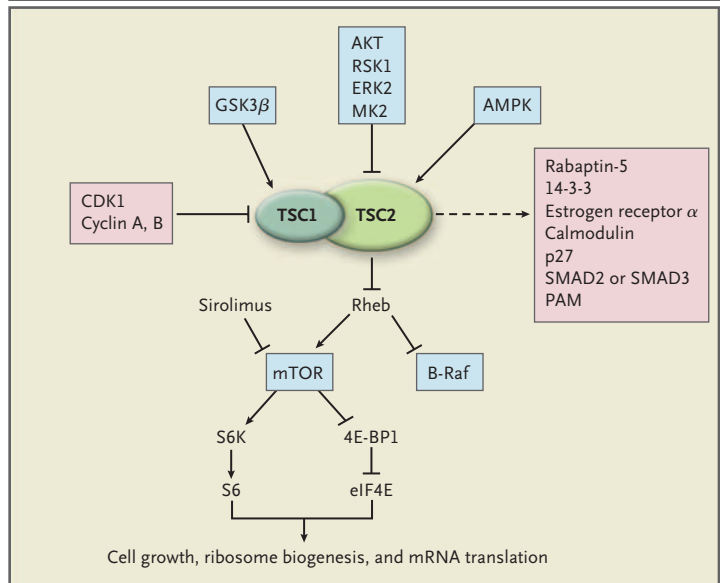 AKT
RSK1
ERK2
MK2
GSK3β
AMPK
Rabaptin-5
14-3-3
Estrogen receptor α
Calmodulin
p27
SMAD2 or SMAD3
PAM
CDK1
Cyclin A, B
TSC1
TSC2
Sirolimus
Rheb
mTOR
B-Raf
S6K
4E-BP1
S6
eIF4E
Cell growth, ribosome biogenesis, and mRNA translation